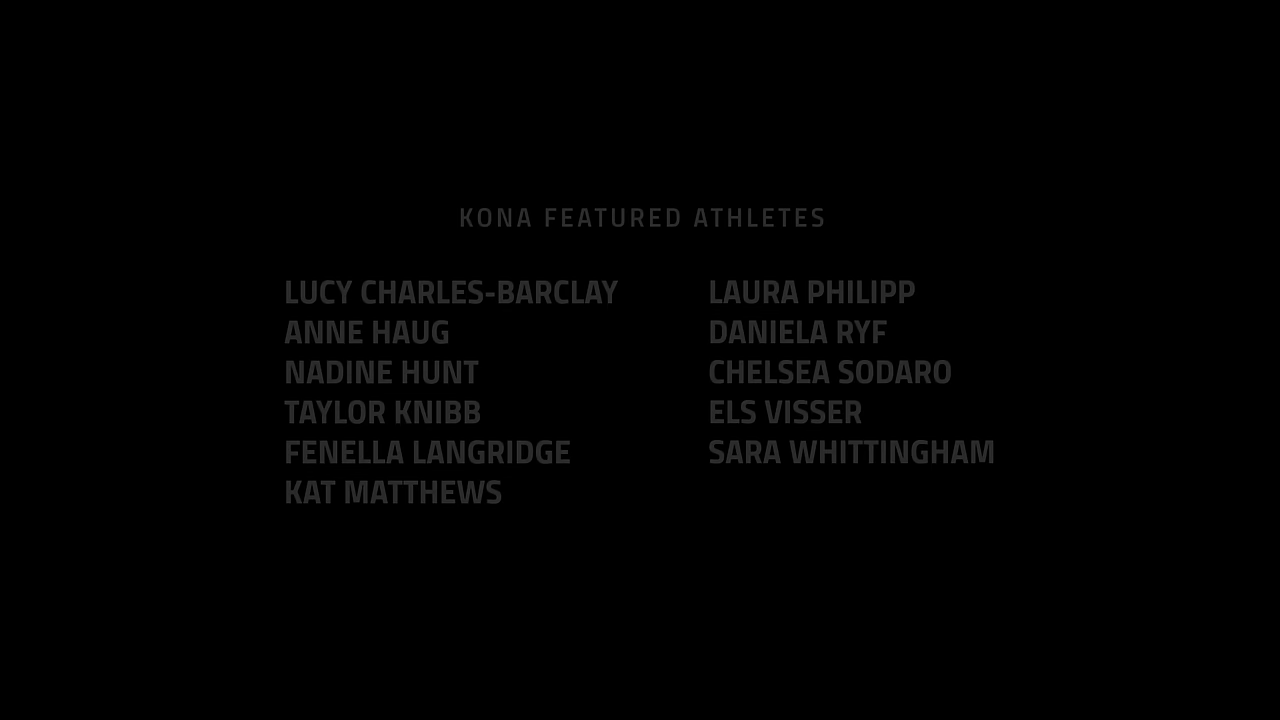 KONA FEATURED ATHLETES
LUCY CHARLES-BARCLAY
ANNE HAUG
NADINE HUNT
TAYLOR KNIBB
FENELLA LANGRIDGE
KAT MATTHEWS
LAURA PHILIPP
DANIELA RYF
CHELSEA SODARO
ELS VISSER
SARA WHITTINGHAM